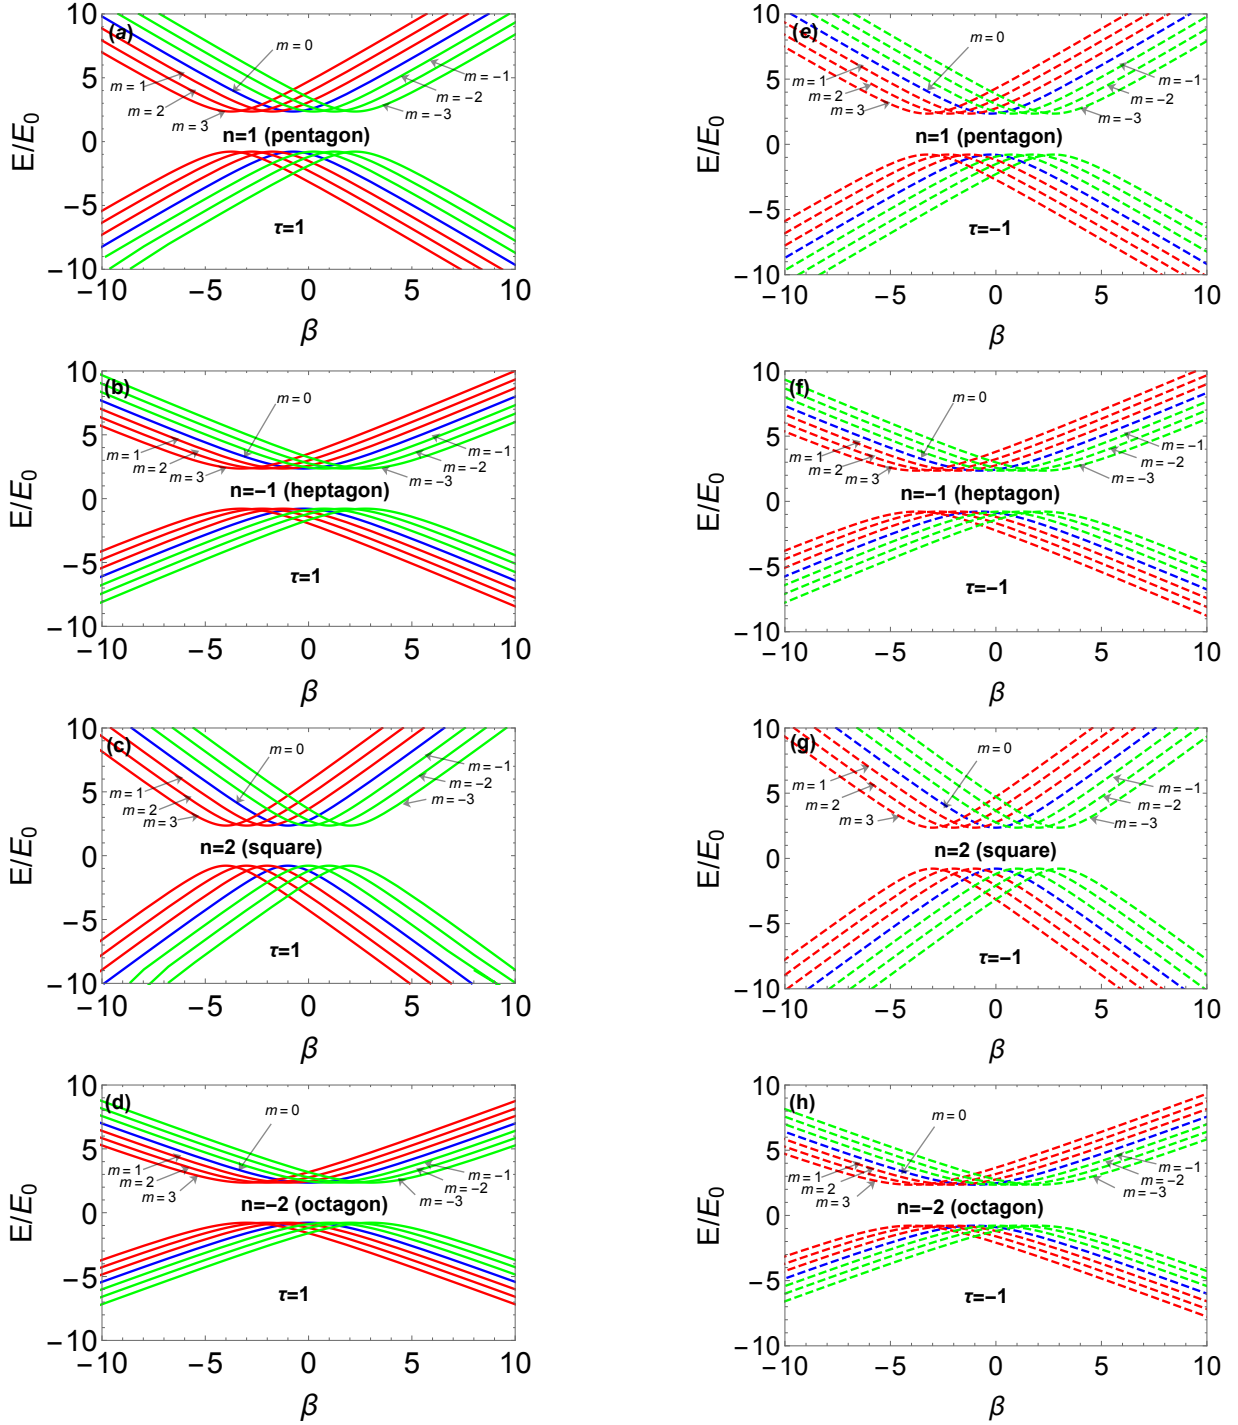 (a)
m=0
m=1
m=2
m=3
m=−1
m=−2
m=−3
n=1 (pentagon)
τ=1
E/E0
10
5
0
−5
−10
−10 −5 0 5 10
β
(e)
m=0
m=1
m=2
m=3
m=−1
m=−2
m=−3
n=1 (pentagon)
τ=−1
E/E0
10
5
0
−5
−10
−10 −5 0 5 10
β
(b)
m=0
m=1
m=2
m=3
m=−1
m=−2
m=−3
n=−1 (heptagon)
τ=1
E/E0
10
5
0
−5
−10
−10 −5 0 5 10
β
(f)
m=0
m=1
m=2
m=3
m=−1
m=−2
m=−3
n=−1 (heptagon)
τ=−1
E/E0
10
5
0
−5
−10
−10 −5 0 5 10
β
(c)
m=0
m=1
m=2
m=3
m=−1
m=−2
m=−3
n=2 (square)
τ=1
E/E0
10
5
0
−5
−10
−10 −5 0 5 10
β
(g)
m=0
m=1
m=2
m=3
m=−1
m=−2
m=−3
n=2 (square)
τ=−1
E/E0
10
5
0
−5
−10
−10 −5 0 5 10
β
(d)
m=0
m=1
m=2
m=3
m=−1
m=−2
m=−3
n=−2 (octagon)
τ=1
E/E0
10
5
0
−5
−10
−10 −5 0 5 10
β
(h)
m=0
m=1
m=2
m=3
m=−1
m=−2
m=−3
n=−2 (octagon)
τ=−1
E/E0
10
5
0
−5
−10
−10 −5 0 5 10
β